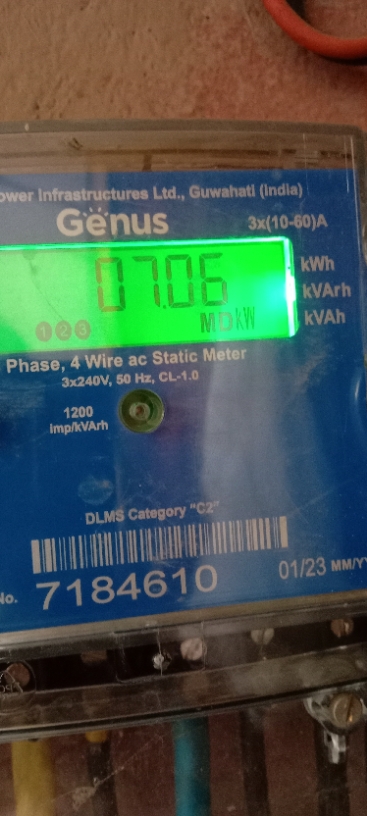 ower Infrastructures Ltd., Guwahati (India)
Genus
3x(10-60)A
07.06
MD kW
1 2 3
kWh
kVArh
kVAh
Phase, 4 Wire ac Static Meter
3x240V, 50 Hz, CL-1.0
1200
imp/kVArh
DLMS Category "C2"
No. 7184610
01/23 MM/YY